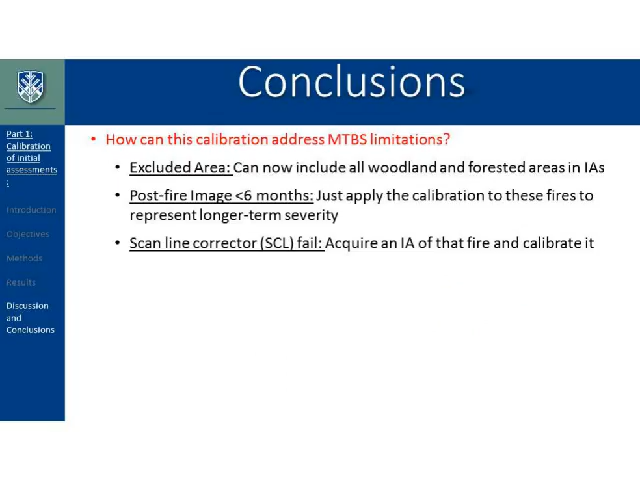 Conclusions
Part 1:
Calibration
of initial
assessments
:
Introduction
Objectives
Methods
Results
Discussion
and
Conclusions
• How can this calibration address MTBS limitations?
• Excluded Area: Can now include all woodland and forested areas in IAs
• Post-fire Image <6 months: Just apply the calibration to these fires to
represent longer-term severity
• Scan line corrector (SCL) fail: Acquire an IA of that fire and calibrate it